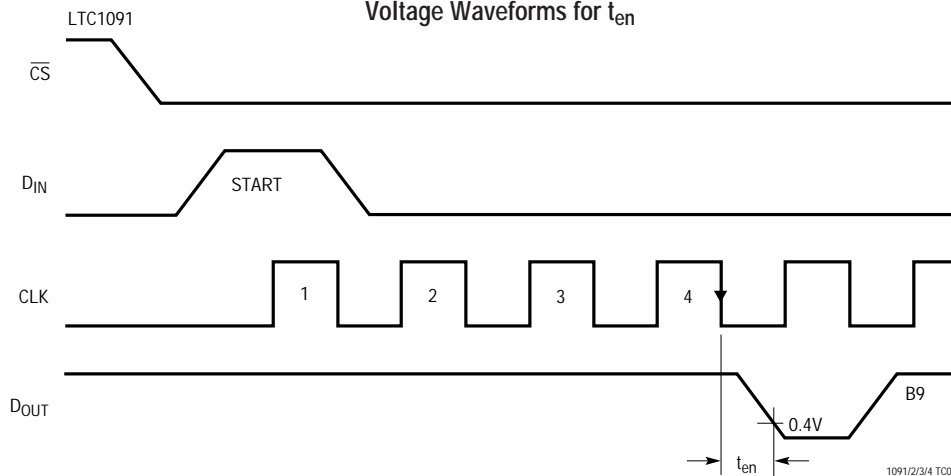 Voltage Waveforms for ten
LTC1091
CS
DIN
START
CLK
1 2 3 4
DOUT
B9
0.4V
ten
1091/2/3/4 TC0